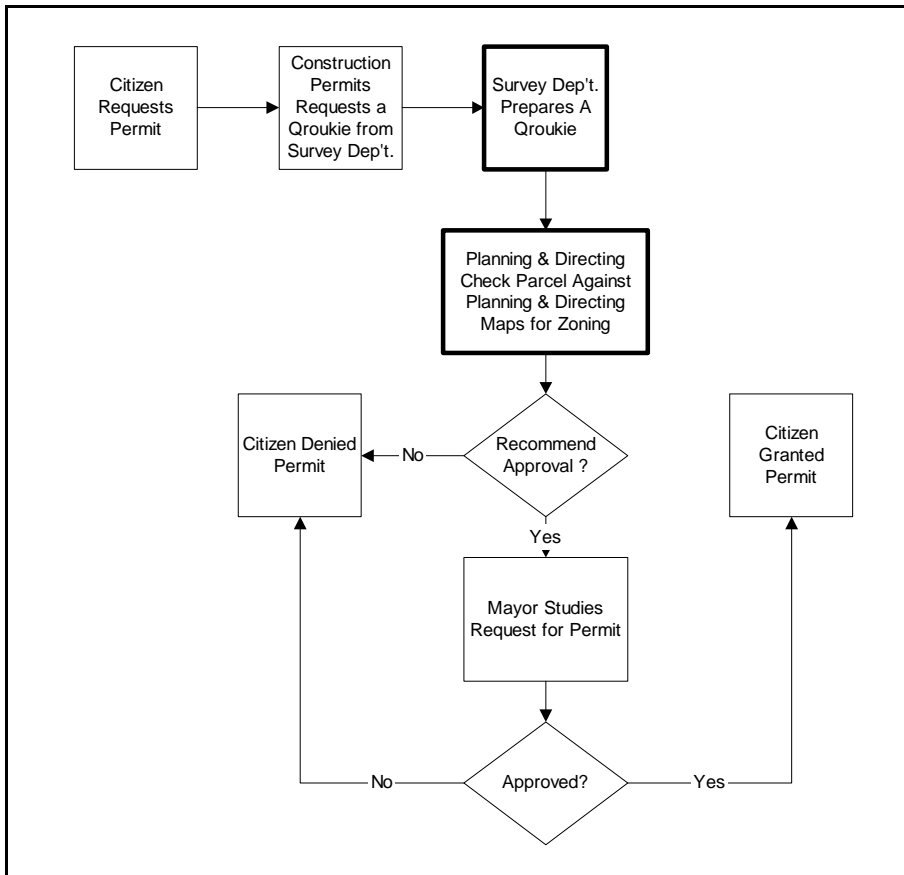 Citizen
Requests
Permit
Construction
Permits
Requests a
Qroukie from
Survey Dep't.
Survey Dep't.
Prepares A
Qroukie
Planning & Directing
Check Parcel Against
Planning & Directing
Maps for Zoning
Citizen Denied
Permit
No
Recommend
Approval ?
Citizen
Granted
Permit
Yes
Mayor Studies
Request for Permit
No
Approved?
Yes